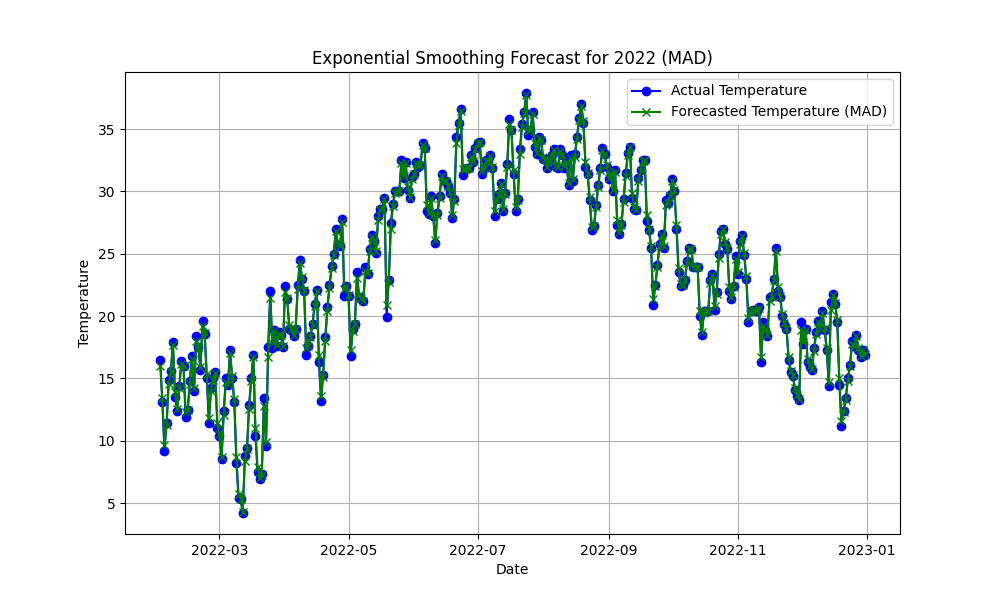 Exponential Smoothing Forecast for 2022 (MAD)
Actual Temperature
Forecasted Temperature (MAD)
Temperature
35
30
25
20
15
10
5
2022-03 2022-05 2022-07 2022-09 2022-11 2023-01
Date